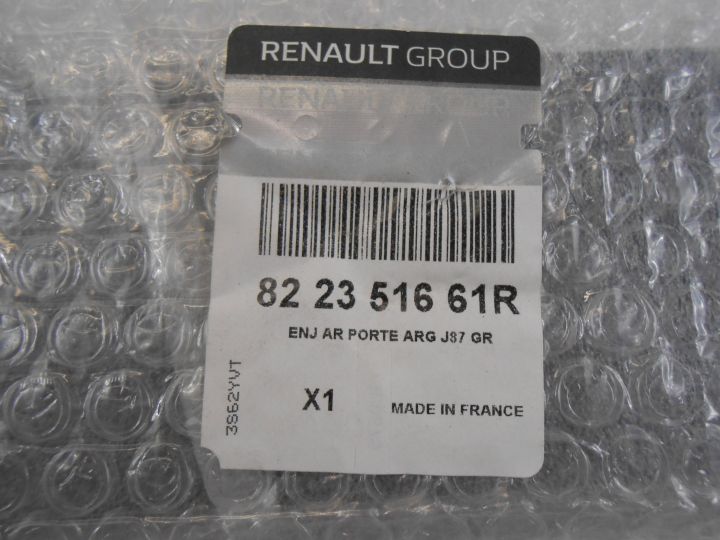 RENAULT GROUP
82 23 516 61R
ENJ AR PORTE ARG J87 GR
X1
MADE IN FRANCE
3S62YVT